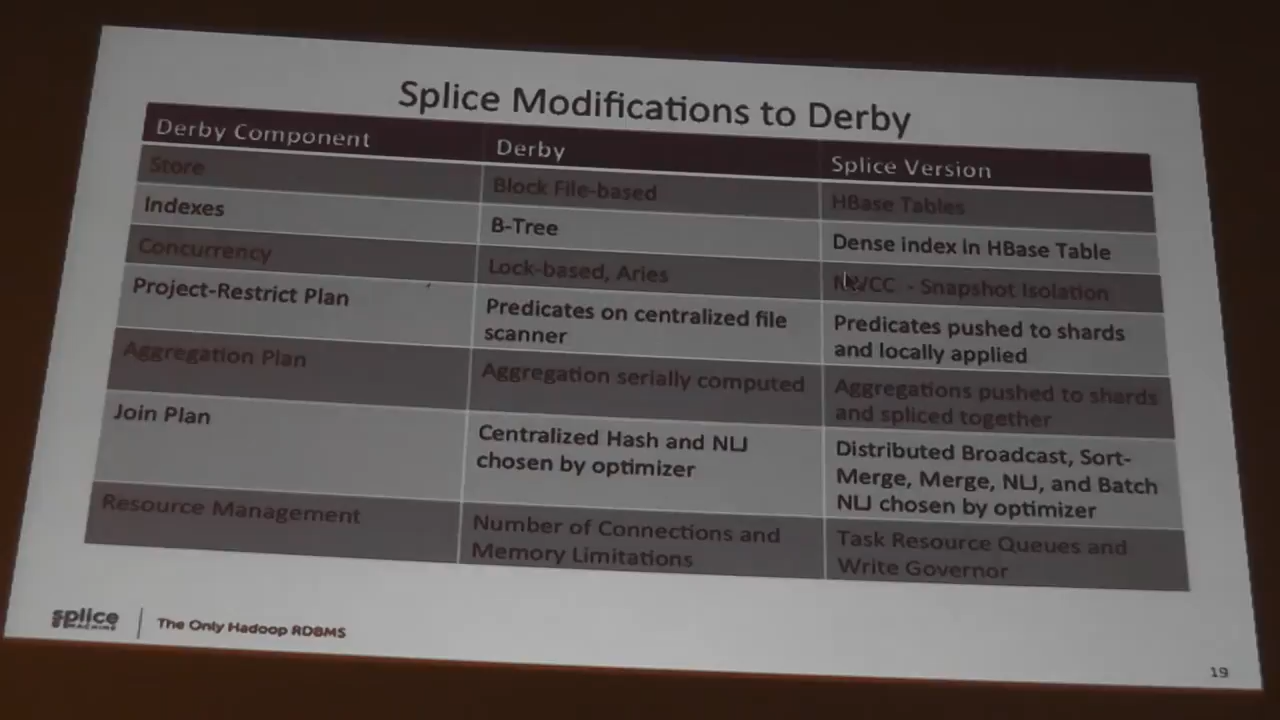 Splice Modifications to Derby
Derby Component Derby Splice Version
Store Block File-based HBase Tables
Indexes B-Tree Dense index in HBase Table
Concurrency Lock-based, Aries MVCC - Snapshot Isolation
Project-Restrict Plan Predicates on centralized file Predicates pushed to shards
scanner and locally applied
Aggregation Plan Aggregation serially computed Aggregations pushed to shards
and spliced together
Join Plan Centralized Hash and NLJ Distributed Broadcast, Sort-
chosen by optimizer Merge, Merge, NLJ, and Batch
NLJ chosen by optimizer
Resource Management Number of Connections and Task Resource Queues and
Memory Limitations Write Governor
splice
MACHINE
The Only Hadoop RDBMS
19